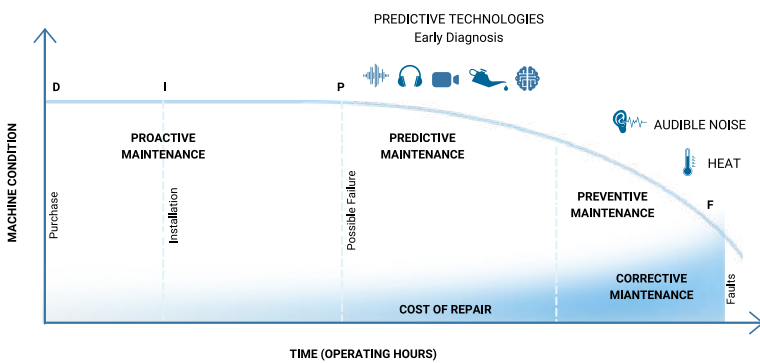 PREDICTIVE TECHNOLOGIES
Early Diagnosis
D
I
P
AUDIBLE NOISE
HEAT
PROACTIVE
MAINTENANCE
PREDICTIVE
MAINTENANCE
PREVENTIVE
MAINTENANCE
F
MACHINE CONDITION
Purchase
Installation
Possible Failure
CORRECTIVE
MIANTENANCE
Faults
COST OF REPAIR
TIME (OPERATING HOURS)